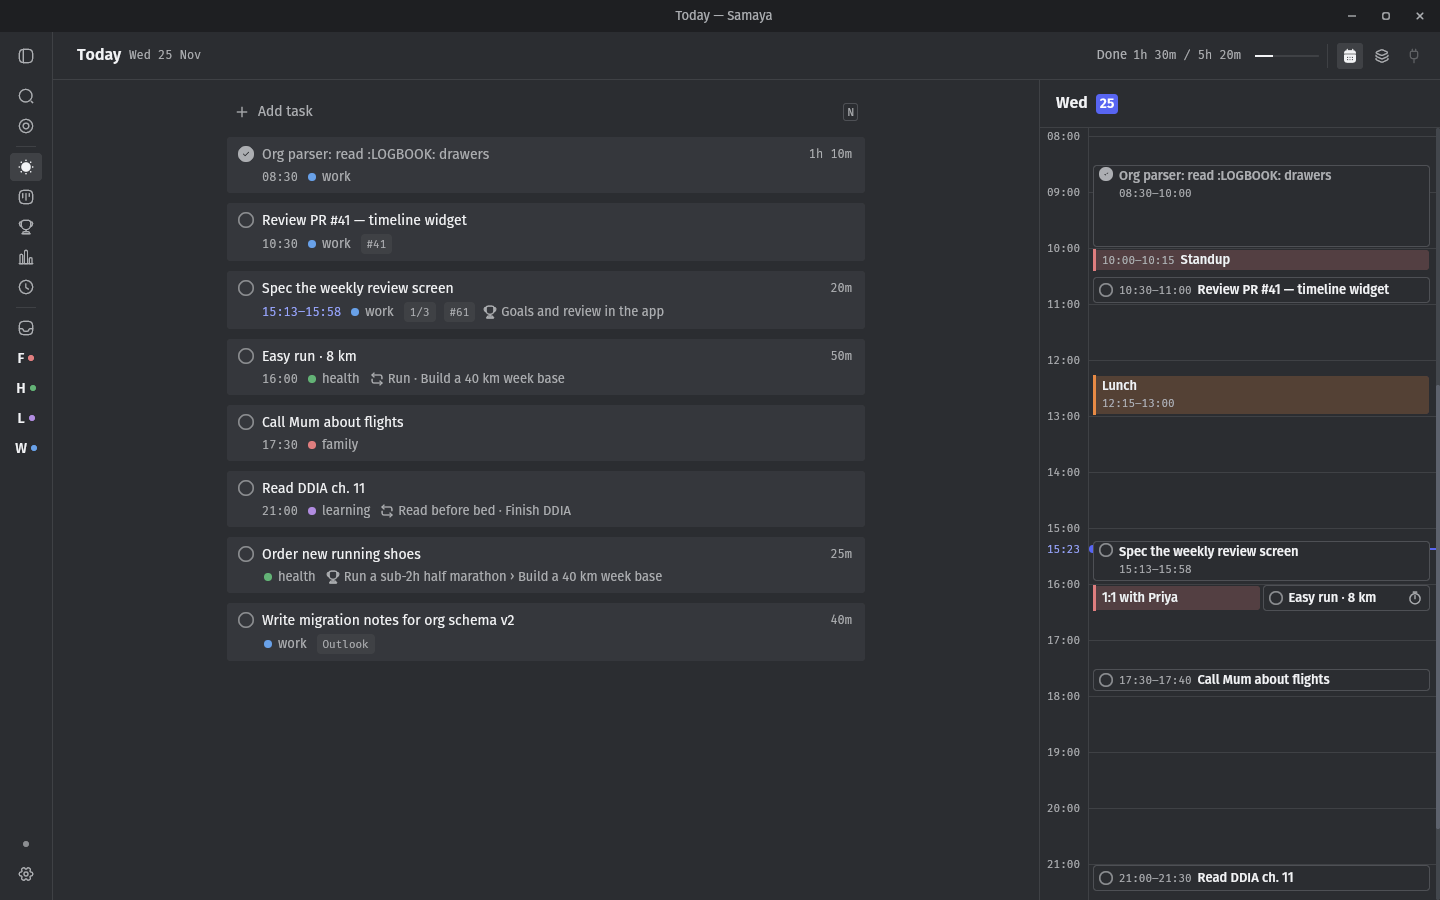 Today — Samaya
Today Wed 25 Nov
Done 1h 30m / 5h 20m
F
H
L
W
Add task N
Org parser: read :LOGBOOK: drawers 1h 10m
08:30 work
Review PR #41 — timeline widget
10:30 work #41
Spec the weekly review screen 20m
15:13–15:58 work 1/3 #61 Goals and review in the app
Easy run · 8 km 50m
16:00 health Run · Build a 40 km week base
Call Mum about flights
17:30 family
Read DDIA ch. 11
21:00 learning Read before bed · Finish DDIA
Order new running shoes 25m
health Run a sub-2h half marathon › Build a 40 km week base
Write migration notes for org schema v2 40m
work Outlook
Wed 25
08:00
Org parser: read :LOGBOOK: drawers
09:00 08:30–10:00
10:00
10:00–10:15 Standup
10:30–11:00 Review PR #41 — timeline widget
11:00
12:00
Lunch
12:15–13:00
13:00
14:00
15:00
15:23 Spec the weekly review screen
15:13–15:58
16:00
1:1 with Priya Easy run · 8 km
17:00
17:30–17:40 Call Mum about flights
18:00
19:00
20:00
21:00
21:00–21:30 Read DDIA ch. 11